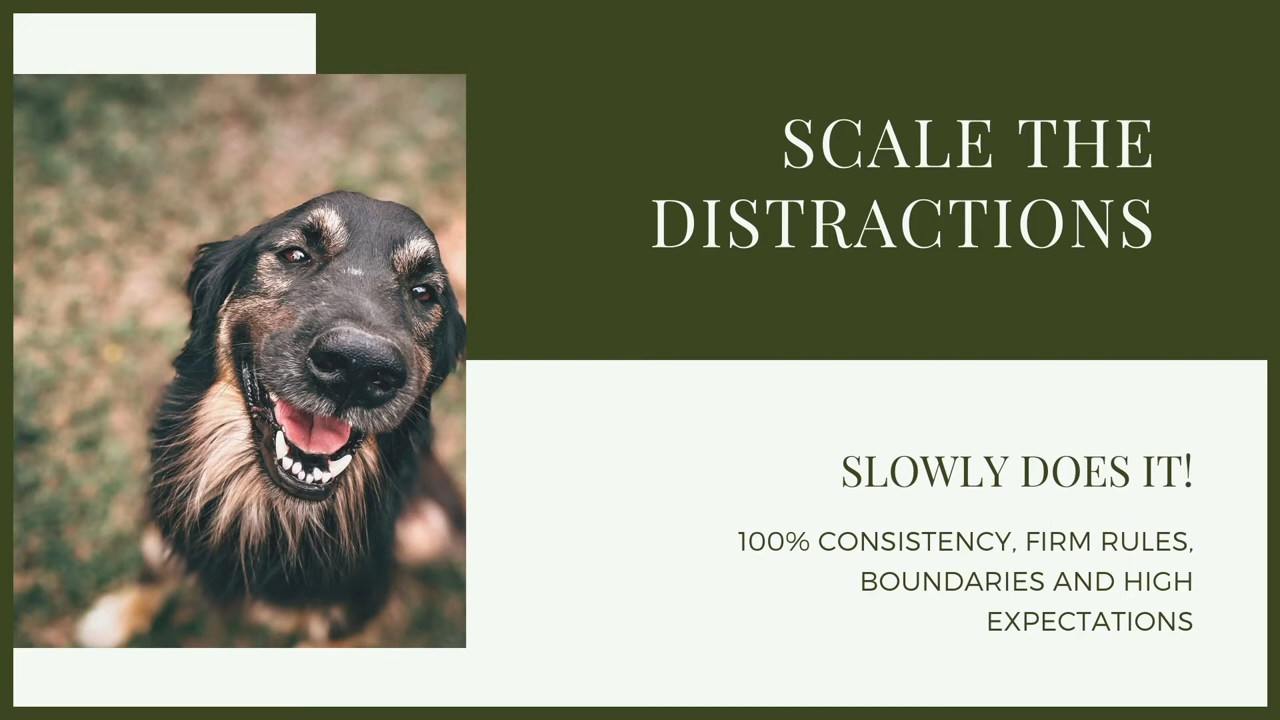 SCALE THE
DISTRACTIONS
SLOWLY DOES IT!
100% CONSISTENCY, FIRM RULES,
BOUNDARIES AND HIGH
EXPECTATIONS